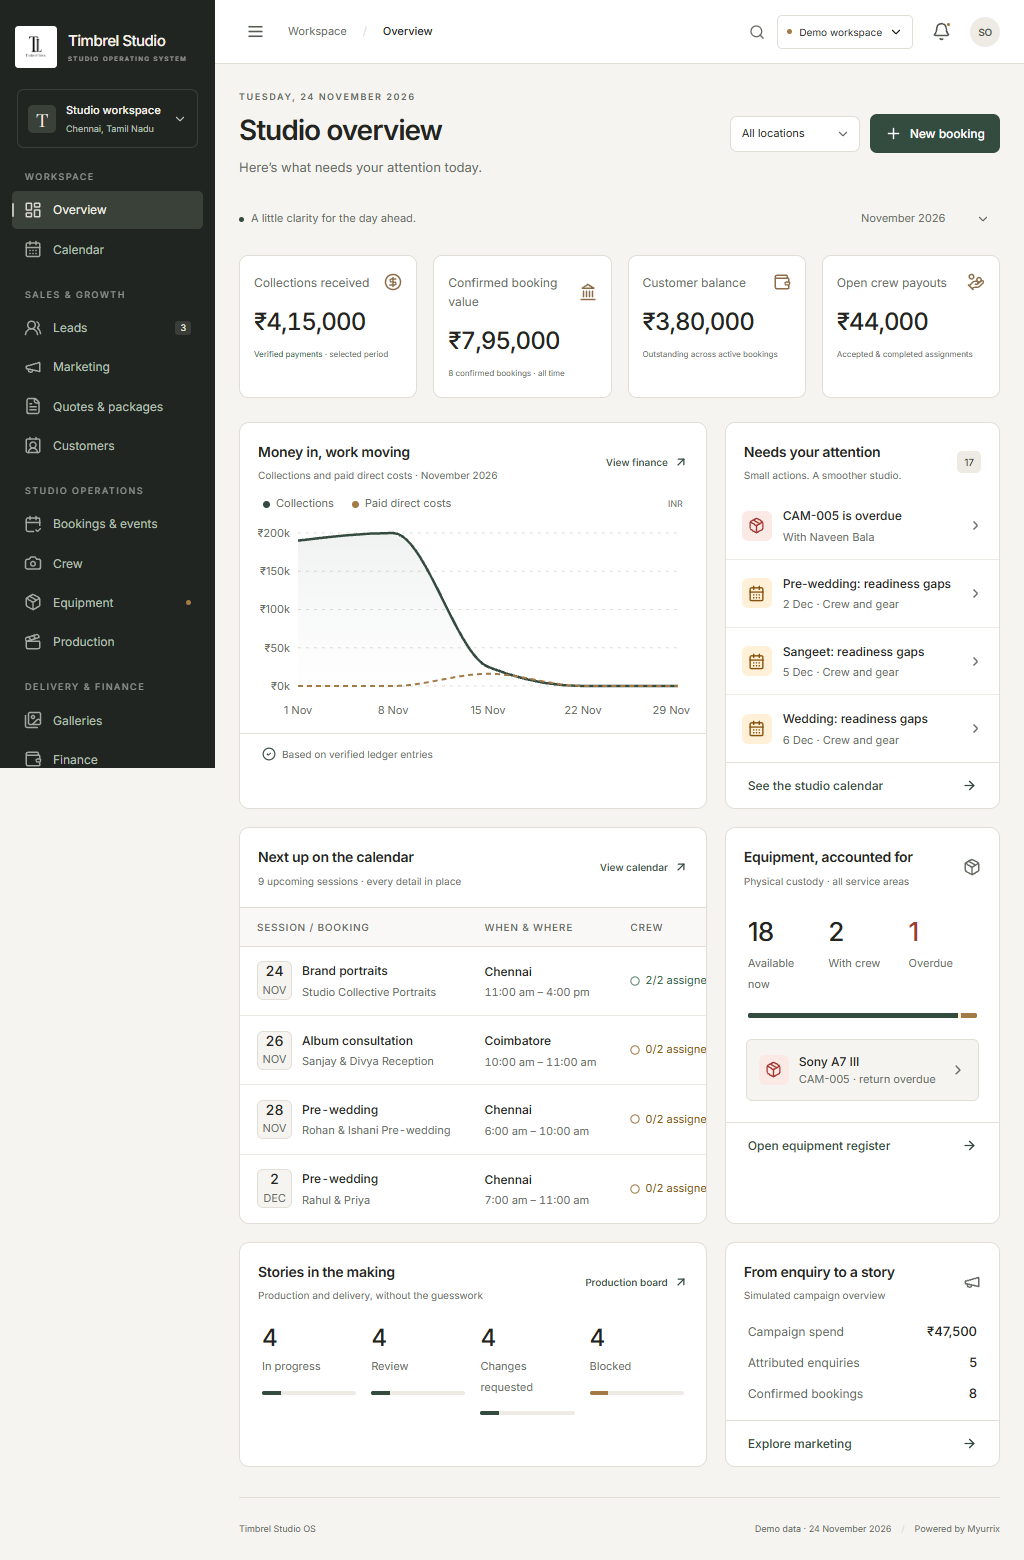 Timbrel Studio
STUDIO OPERATING SYSTEM
T
Studio workspace
Chennai, Tamil Nadu
WORKSPACE
Overview
Calendar
SALES & GROWTH
Leads 3
Marketing
Quotes & packages
Customers
STUDIO OPERATIONS
Bookings & events
Crew
Equipment
Production
DELIVERY & FINANCE
Galleries
Finance
Workspace / Overview
Demo workspace
SO
TUESDAY, 24 NOVEMBER 2026
Studio overview
Here's what needs your attention today.
All locations
New booking
A little clarity for the day ahead.
November 2026
Collections received
₹4,15,000
Verified payments · selected period
Confirmed booking
value
₹7,95,000
8 confirmed bookings · all time
Customer balance
₹3,80,000
Outstanding across active bookings
Open crew payouts
₹44,000
Accepted & completed assignments
Money in, work moving
Collections and paid direct costs · November 2026
View finance
Collections Paid direct costs INR
₹200k
₹150k
₹100k
₹50k
₹0k
1 Nov 8 Nov 15 Nov 22 Nov 29 Nov
Based on verified ledger entries
Needs your attention
Small actions. A smoother studio.
17
CAM-005 is overdue
With Naveen Bala
Pre-wedding: readiness gaps
2 Dec · Crew and gear
Sangeet: readiness gaps
5 Dec · Crew and gear
Wedding: readiness gaps
6 Dec · Crew and gear
See the studio calendar
Next up on the calendar
9 upcoming sessions · every detail in place
View calendar
SESSION / BOOKING WHEN & WHERE CREW
24 NOV
Brand portraits
Studio Collective Portraits
Chennai
11:00 am – 4:00 pm
2/2 assigne
26 NOV
Album consultation
Sanjay & Divya Reception
Coimbatore
10:00 am – 11:00 am
0/2 assigne
28 NOV
Pre-wedding
Rohan & Ishani Pre-wedding
Chennai
6:00 am – 10:00 am
0/2 assigne
2 DEC
Pre-wedding
Rahul & Priya
Chennai
7:00 am – 11:00 am
0/2 assigne
Equipment, accounted for
Physical custody · all service areas
18
Available
now
2
With crew
1
Overdue
Sony A7 III
CAM-005 · return overdue
Open equipment register
Stories in the making
Production and delivery, without the guesswork
Production board
4
In progress
4
Review
4
Changes
requested
4
Blocked
From enquiry to a story
Simulated campaign overview
Campaign spend ₹47,500
Attributed enquiries 5
Confirmed bookings 8
Explore marketing
Timbrel Studio OS
Demo data · 24 November 2026 / Powered by Myurrix